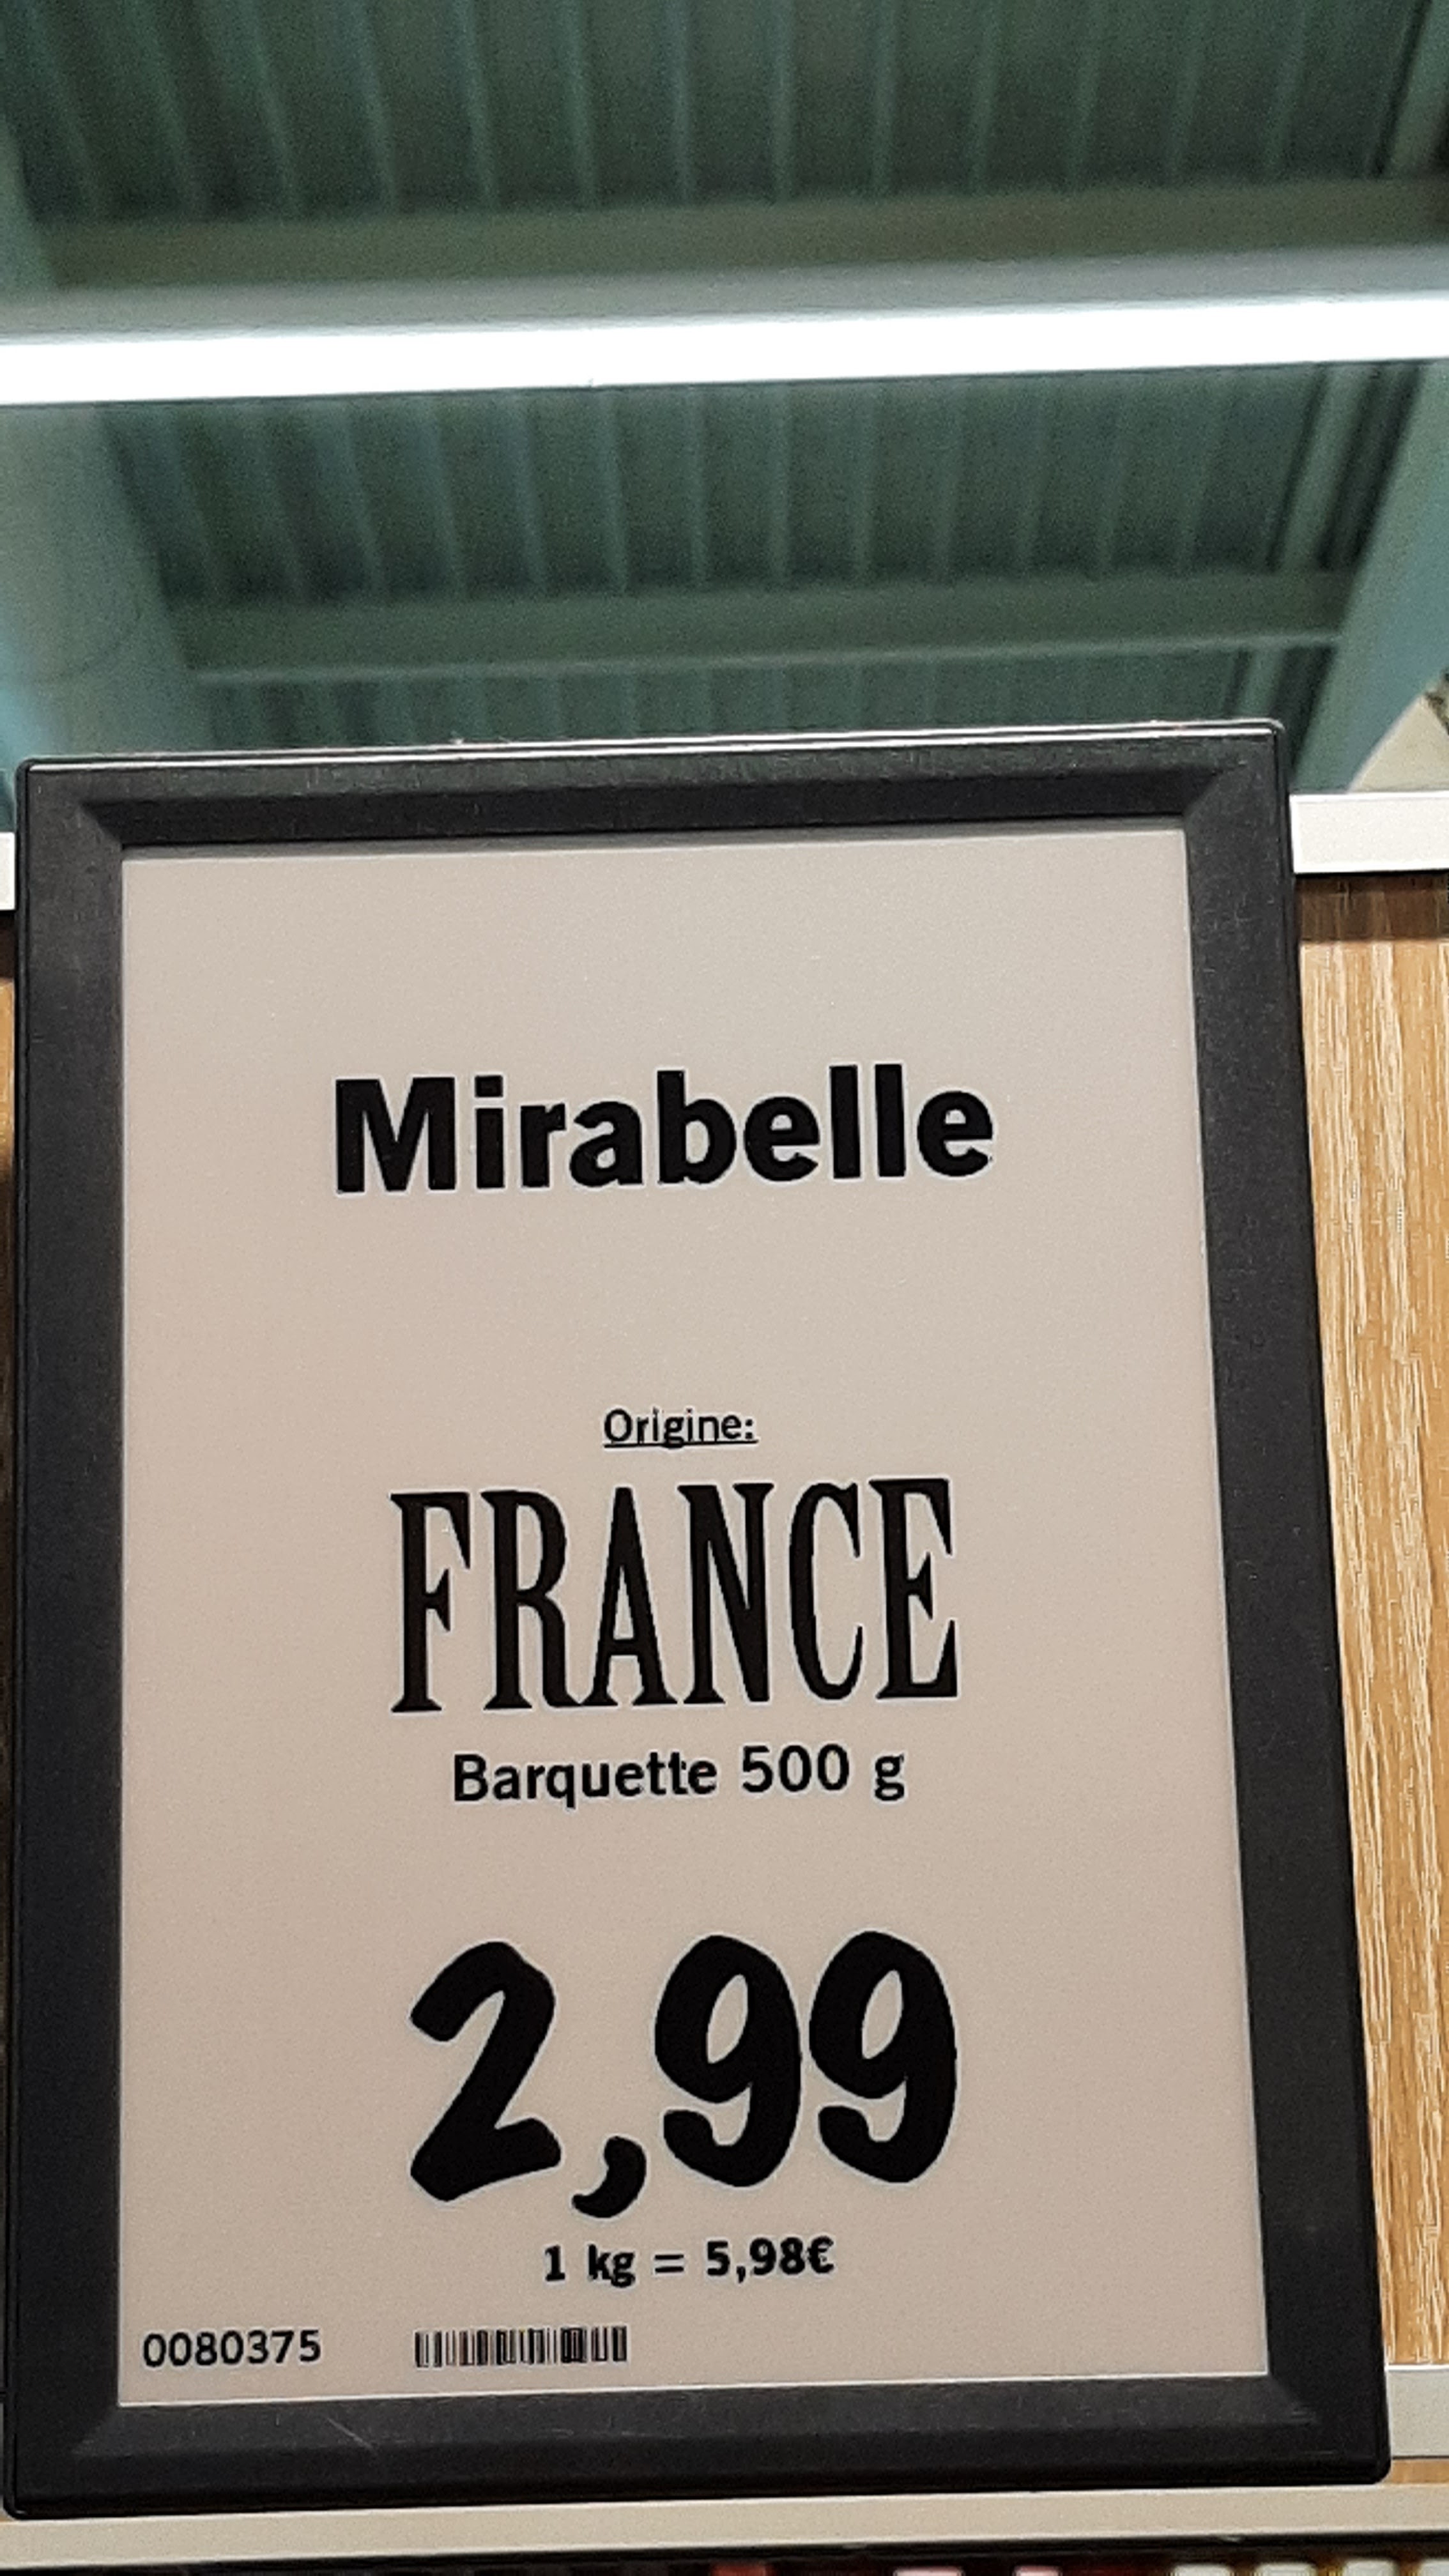 Mirabelle
Origine:
FRANCE
Barquette 500 g
2,99
1 kg = 5,98€
0080375